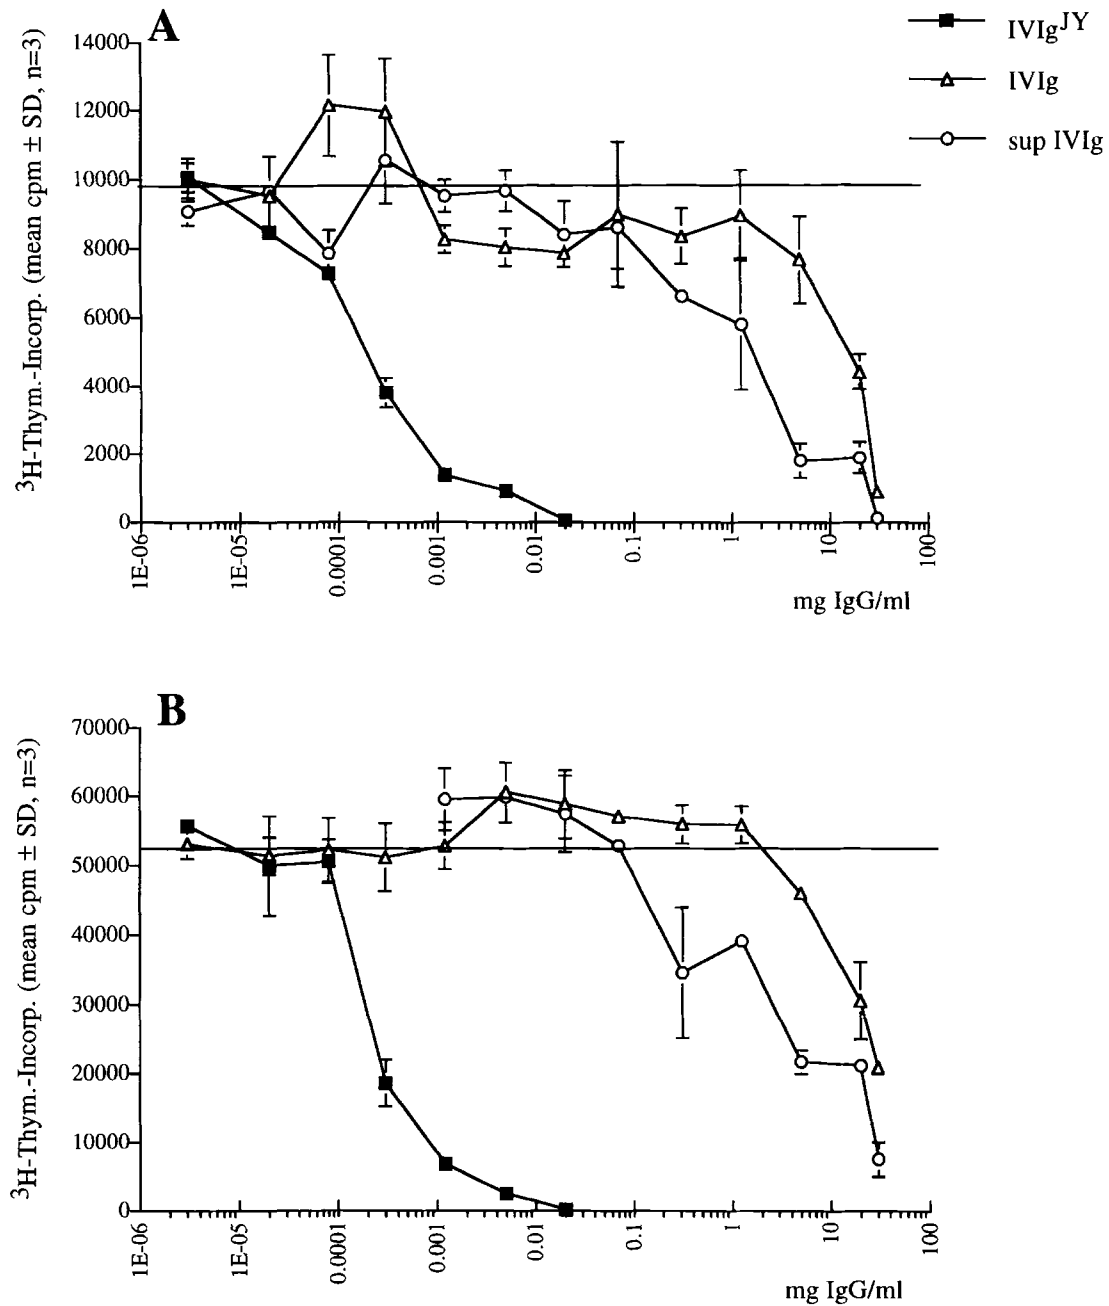 A
IVIgJY
IVIg
sup IVIg
3H-Thym.-Incorp. (mean cpm ± SD, n=3)
14000
12000
10000
8000
6000
4000
2000
0
1E-06
1E-05
0.0001
0.001
0.01
0.1
1
10
100
mg IgG/ml
B
3H-Thym.-Incorp. (mean cpm ± SD, n=3)
70000
60000
50000
40000
30000
20000
10000
0
1E-06
1E-05
0.0001
0.001
0.01
0.1
1
10
100
mg IgG/ml